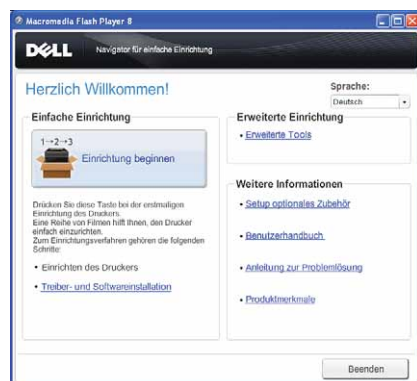 Macromedia Flash Player 8
DELL
Navigator für einfache Einrichtung
Herzlich Willkommen!
Sprache:
Deutsch
Einfache Einrichtung
1→2→3
Einrichtung beginnen
Drücken Sie diese Taste bei der erstmaligen
Einrichtung des Druckers.
Eine Reihe von Filmen hilft Ihnen, den Drucker
einfach einzurichten.
Zum Einrichtungsverfahren gehören die folgenden
Schritte:
• Einrichten des Druckers
• Treiber- und Softwareinstallation
Erweiterte Einrichtung
• Erweiterte Tools
Weitere Informationen
• Setup optionales Zubehör
• Benutzerhandbuch
• Anleitung zur Problemlösung
• Produktmerkmale
Beenden